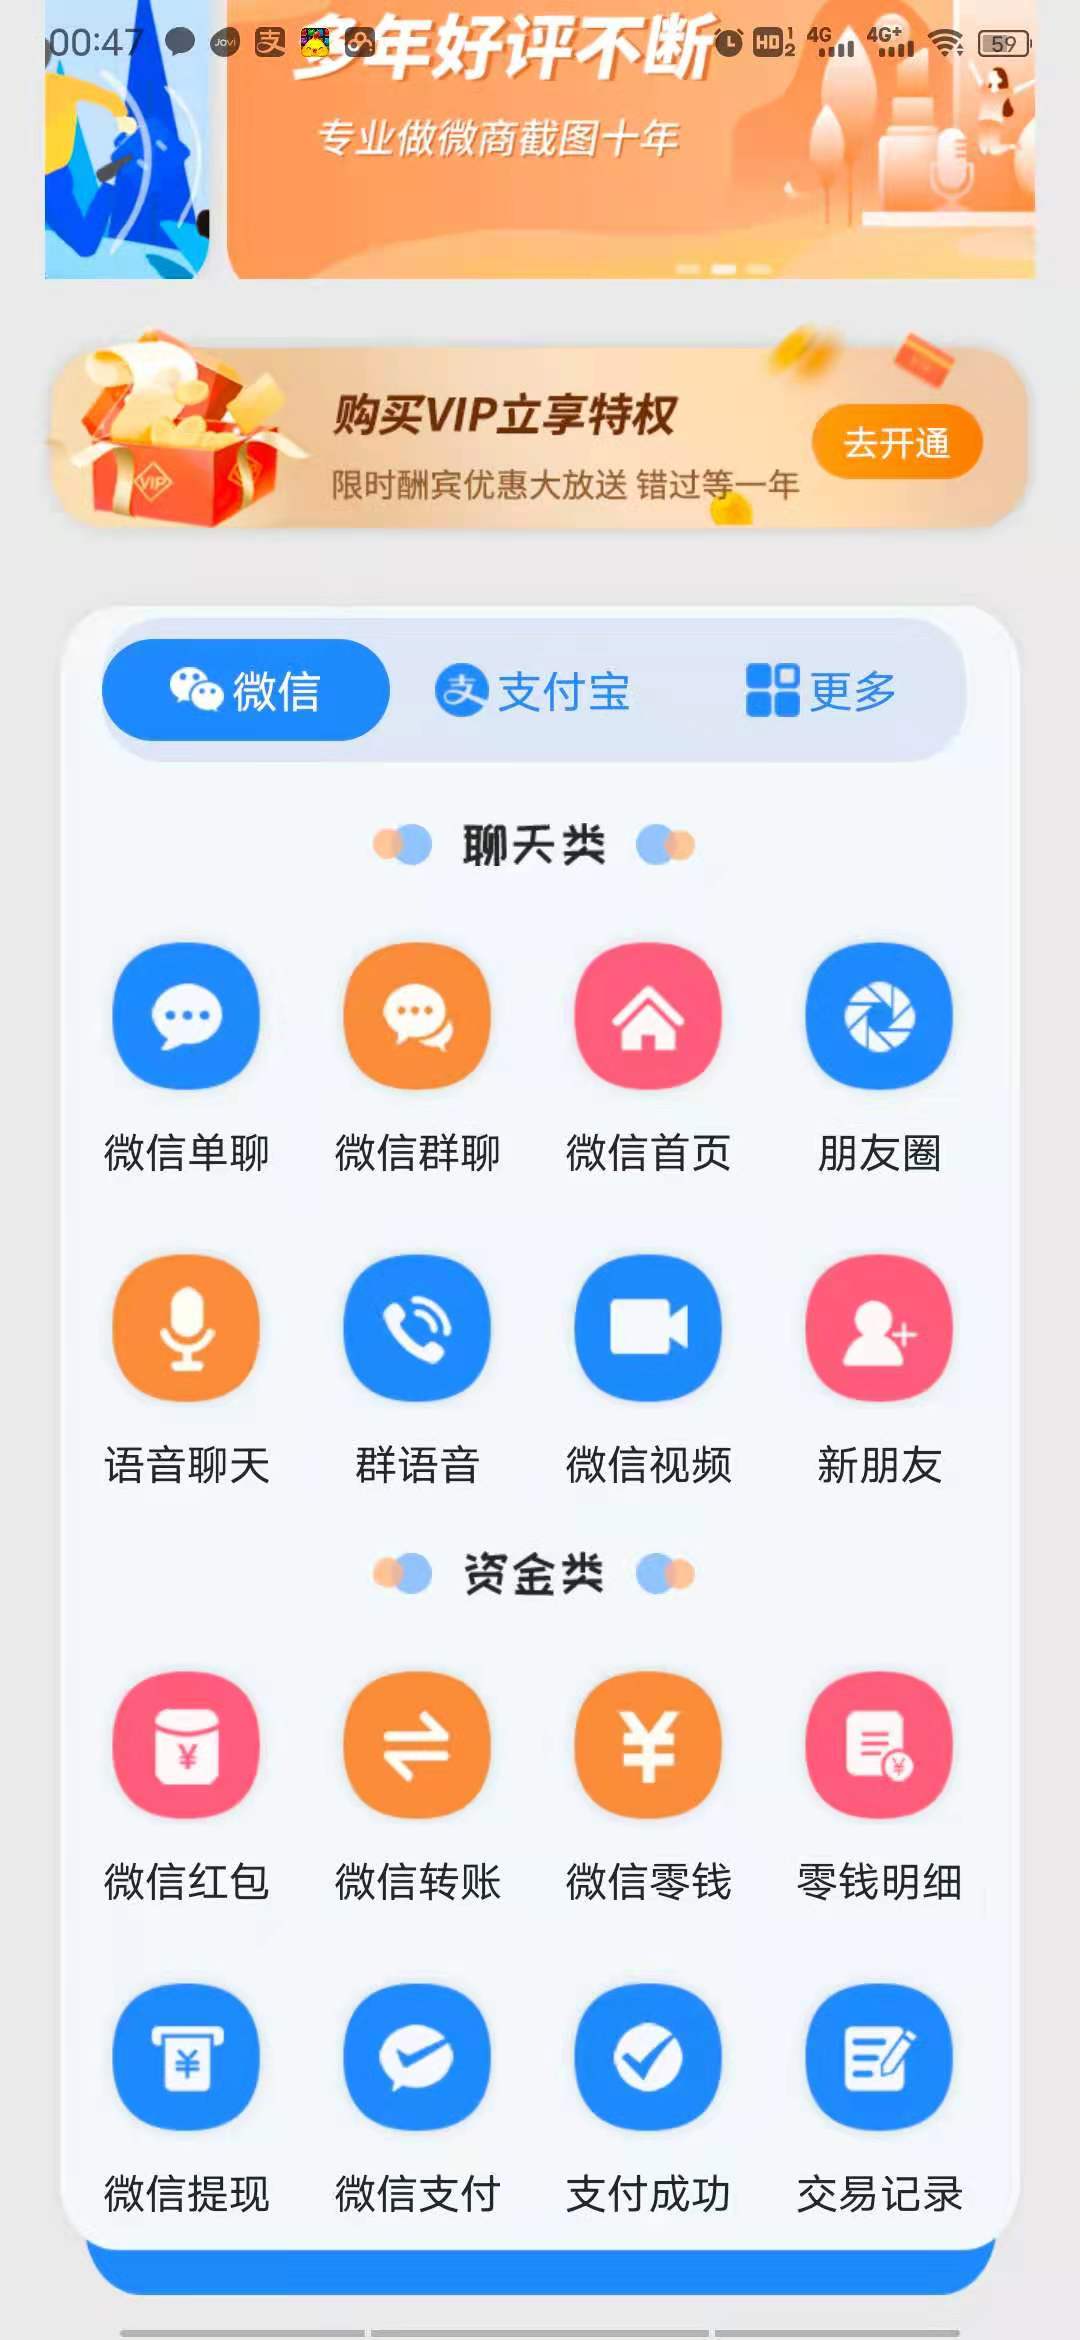 00:47
多年好评不断
专业做微商截图十年
购买VIP立享特权
限时酬宾优惠大放送 错过等一年
去开通
VIP
微信 支付宝 更多
聊天类
微信单聊 微信群聊 微信首页 朋友圈
语音聊天 群语音 微信视频 新朋友
资金类
微信红包 微信转账 微信零钱 零钱明细
微信提现 微信支付 支付成功 交易记录